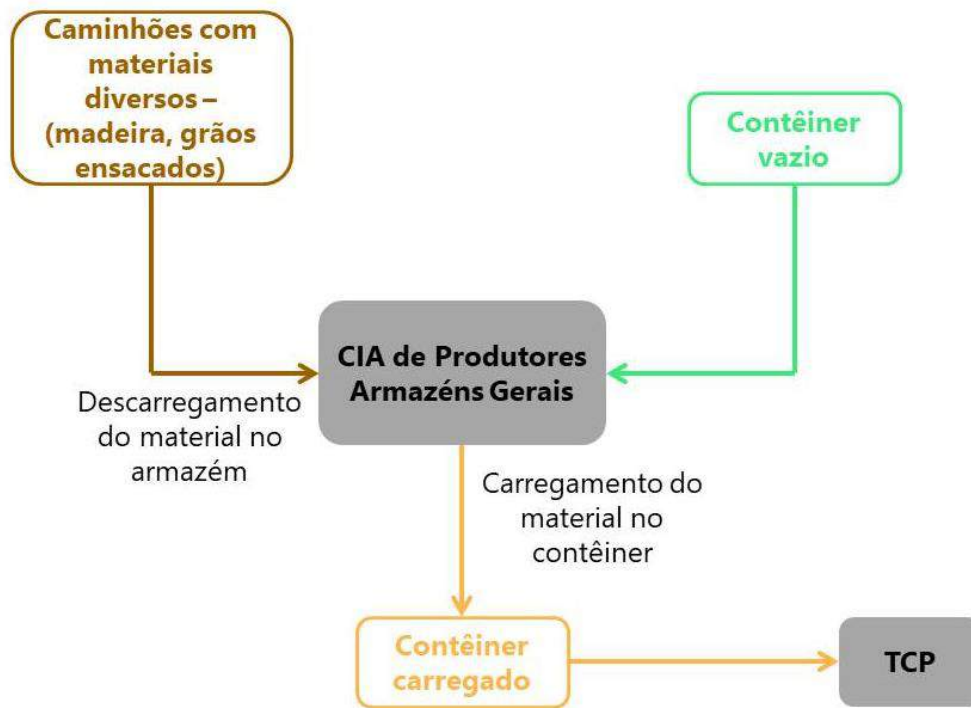 Caminhões com
materiais
diversos –
(madeira, grãos
ensacados)
Contêiner
vazio
CIA de Produtores
Armazéns Gerais
Descarregamento
do material no
armazém
Carregamento do
material no
contêiner
Contêiner
carregado
TCP